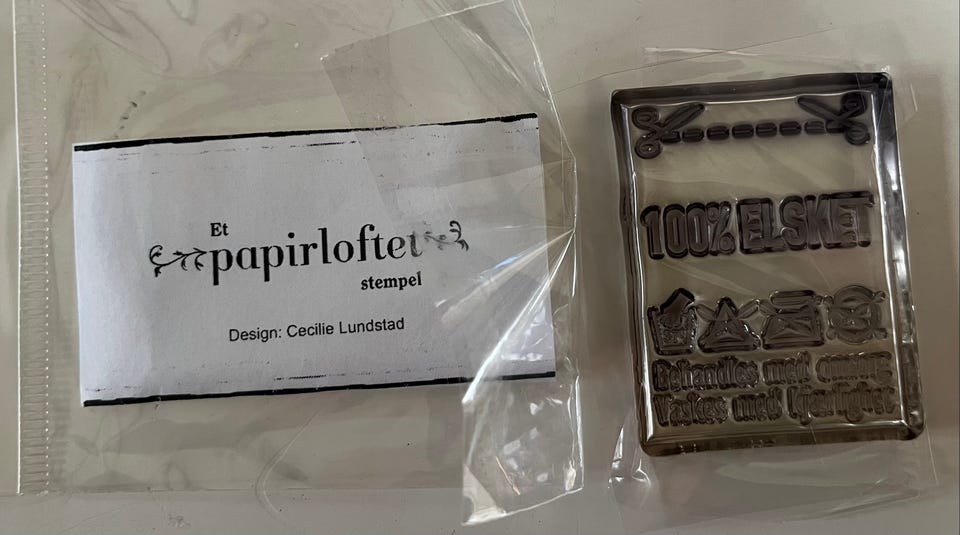 Et
papirloftet
stempel
Design: Cecilie Lundstad
100% ELSKET
Behandles med omsorg
Vaskes med kjærlighet